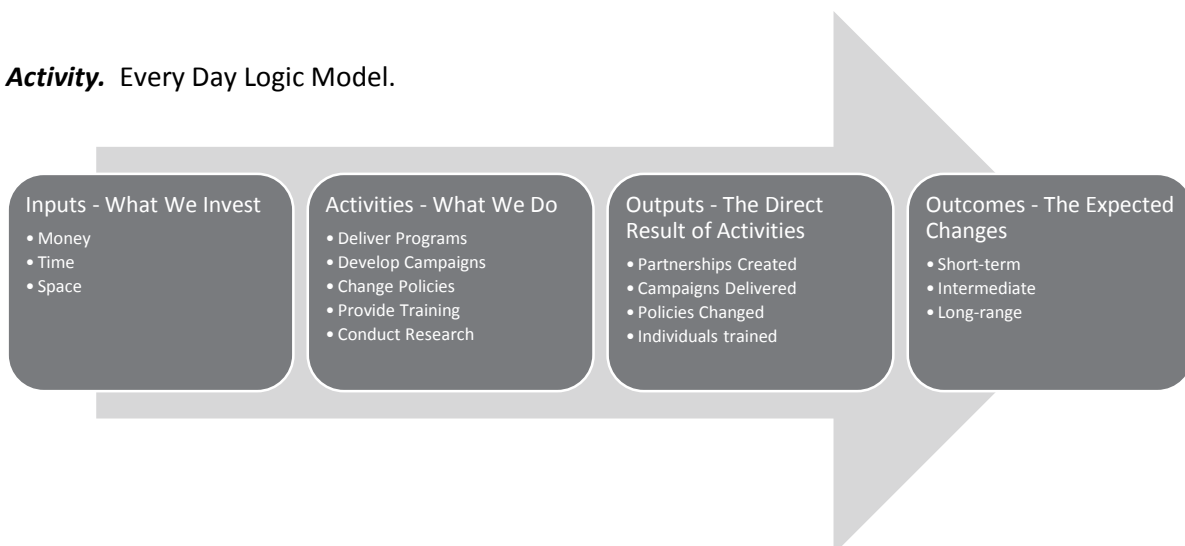 Activity. Every Day Logic Model.
Inputs - What We Invest
• Money
• Time
• Space
Activities - What We Do
• Deliver Programs
• Develop Campaigns
• Change Policies
• Provide Training
• Conduct Research
Outputs - The Direct
Result of Activities
• Partnerships Created
• Campaigns Delivered
• Policies Changed
• Individuals trained
Outcomes - The Expected
Changes
• Short-term
• Intermediate
• Long-range